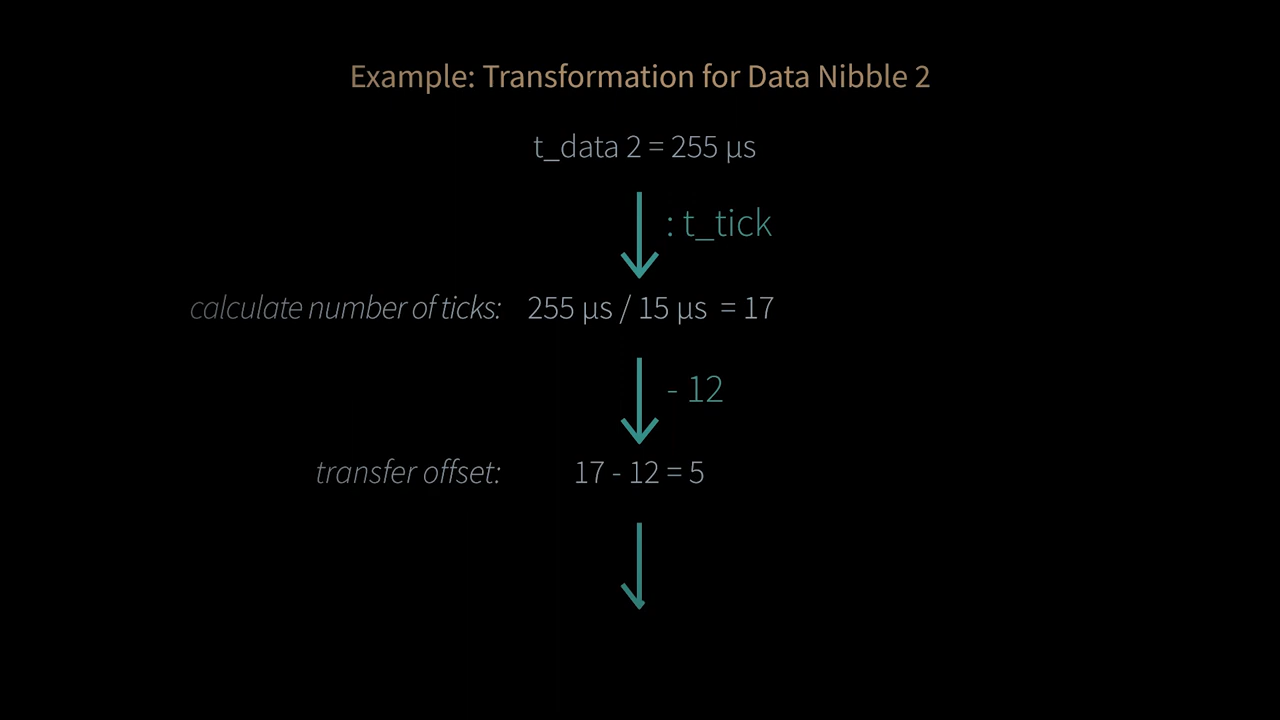 Example: Transformation for Data Nibble 2
t_data 2 = 255 µs
: t_tick
calculate number of ticks: 255 µs / 15 µs = 17
- 12
transfer offset: 17 - 12 = 5